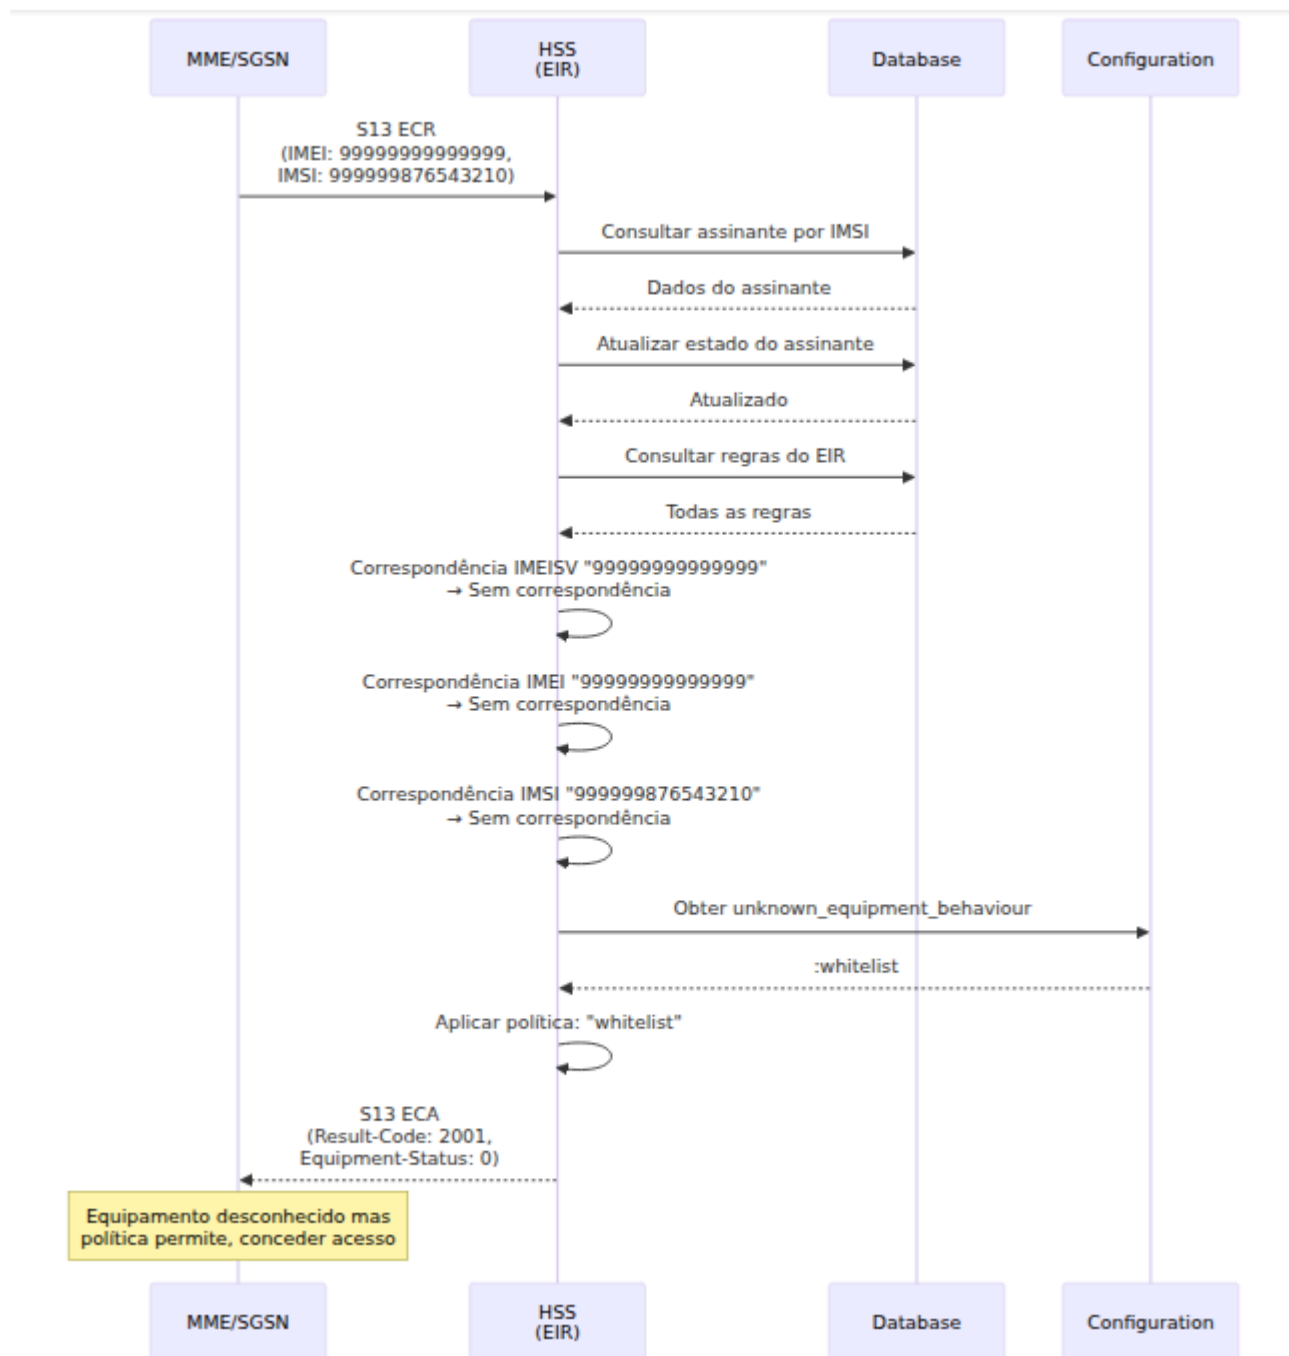 MME/SGSN
HSS
(EIR)
Database
Configuration
S13 ECR
(IMEI: 99999999999999,
IMSI: 999999876543210)
Consultar assinante por IMSI
Dados do assinante
Atualizar estado do assinante
Atualizado
Consultar regras do EIR
Todas as regras
Correspondência IMEISV "99999999999999"
→ Sem correspondência
Correspondência IMEI "99999999999999"
→ Sem correspondência
Correspondência IMSI "999999876543210"
→ Sem correspondência
Obter unknown_equipment_behaviour
:whitelist
Aplicar política: "whitelist"
S13 ECA
(Result-Code: 2001,
Equipment-Status: 0)
Equipamento desconhecido mas
política permite, conceder acesso
MME/SGSN
HSS
(EIR)
Database
Configuration